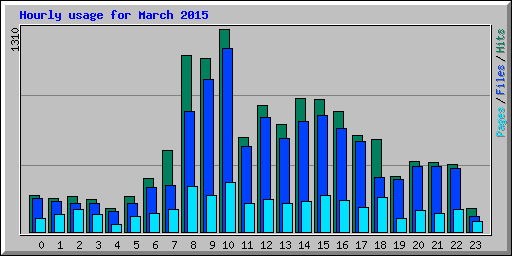 Hourly usage for March 2015
1310
Pages/Files/Hits
0 1 2 3 4 5 6 7 8 9 10 11 12 13 14 15 16 17 18 19 20 21 22 23